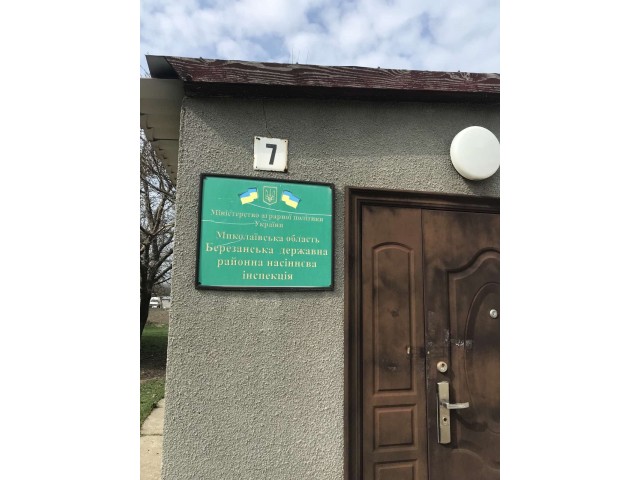 7
Міністерство аграрної політики
України
Миколаївська область
Березанська державна
районна насіннєва
інспекція